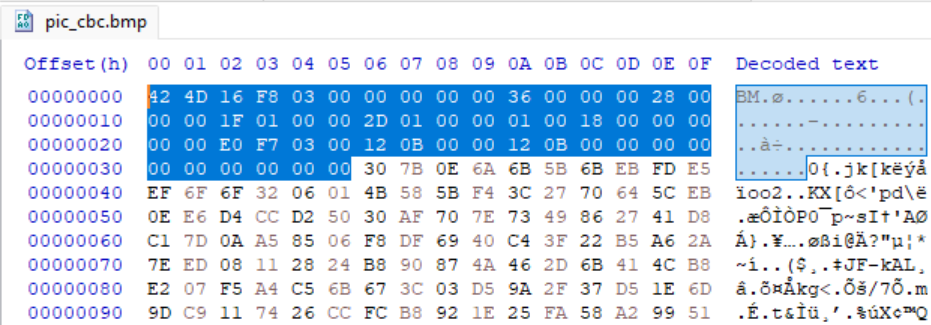 pic_cbc.bmp
Offset(h) 00 01 02 03 04 05 06 07 08 09 0A 0B 0C 0D 0E 0F Decoded text
00000000 42 4D 16 F8 03 00 00 00 00 00 36 00 00 00 28 00 BM.ø......6...(.
00000010 00 00 1F 01 00 00 2D 01 00 00 01 00 18 00 00 00 ......-.........
00000020 00 00 E0 F7 03 00 12 0B 00 00 12 0B 00 00 00 00 ..à÷............
00000030 00 00 00 00 00 00 30 7B 0E 6A 6B 5B 6B EB FD E5 ......0{.jk[këýå
00000040 EF 6F 6F 32 06 01 4B 58 5B F4 3C 27 70 64 5C EB ïoo2..KX[ô<'pd\ë
00000050 0E E6 D4 CC D2 50 30 AF 70 7E 73 49 86 27 41 D8 .æÔÌÒP0¯p~sI†'AØ
00000060 C1 7D 0A A5 85 06 F8 DF 69 40 C4 3F 22 B5 A6 2A Á}.¥….øßi@Ä?"µ¦*
00000070 7E ED 08 11 28 24 B8 90 87 4A 46 2D 6B 41 4C B8 ~í..($¸.‡JF-kAL¸
00000080 E2 07 F5 A4 C5 6B 67 3C 03 D5 9A 2F 37 D5 1E 6D â.õ¤Åkg<.Õš/7Õ.m
00000090 9D C9 11 74 26 CC FC B8 92 1E 25 FA 58 A2 99 51 .É.t&Ìü¸’.%úX¢™Q